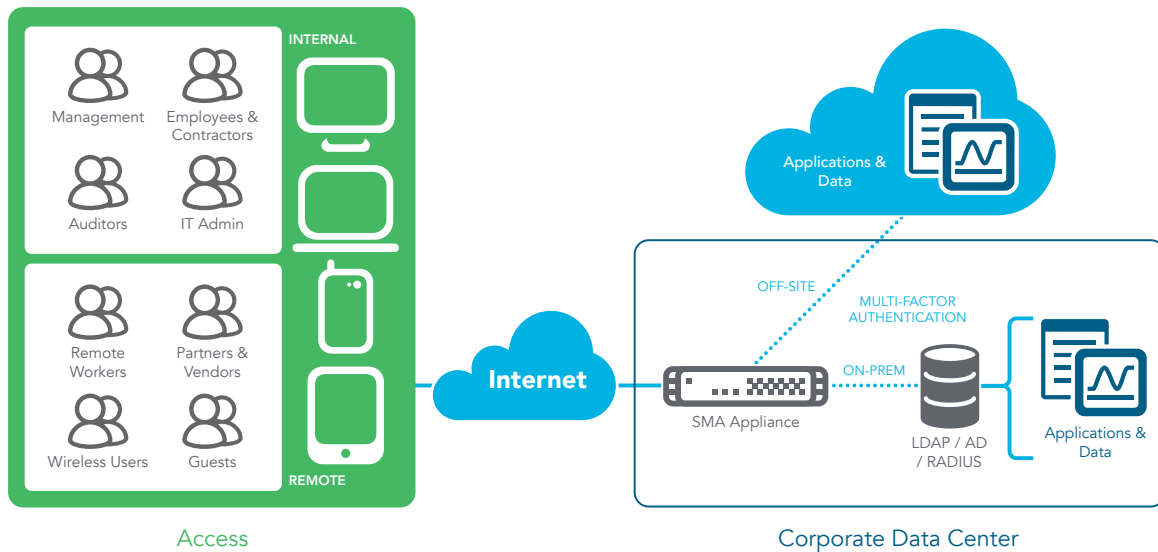 INTERNAL
Management
Employees &
Contractors
Auditors
IT Admin
Remote
Workers
Partners &
Vendors
Wireless Users
Guests
REMOTE
Access
Internet
Applications &
Data
OFF-SITE
MULTI-FACTOR
AUTHENTICATION
ON-PREM
SMA Appliance
LDAP / AD
/ RADIUS
Applications &
Data
Corporate Data Center